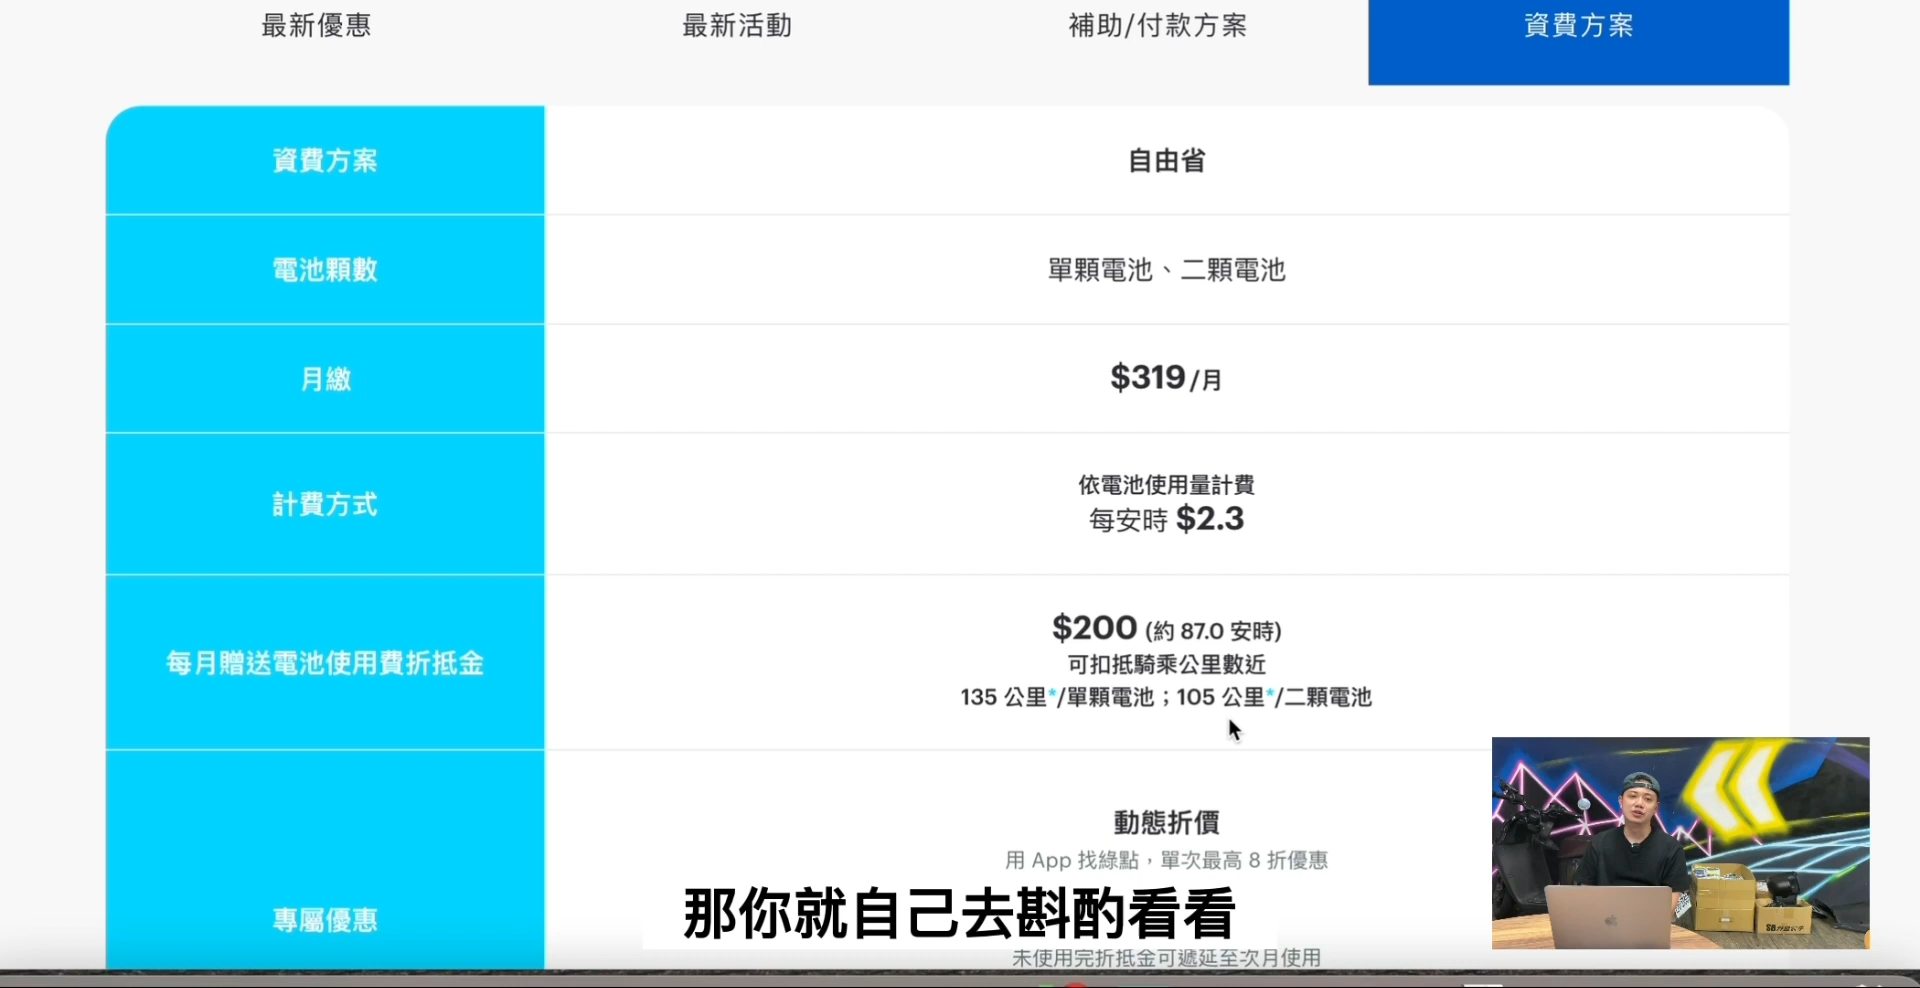 最新優惠
最新活動
補助/付款方案
資費方案
資費方案
自由省
電池顆數
單顆電池、二顆電池
月繳
$319/月
計費方式
依電池使用量計費
每安時 $2.3
每月贈送電池使用費折抵金
$200 (約 87.0 安時)
可扣抵騎乘公里數近
135 公里*/單顆電池；105 公里*/二顆電池
專屬優惠
動態折價
用 App 找綠點，單次最高 8 折優惠
那你就自己去斟酌看看
未使用完折抵金可遞延至次月使用